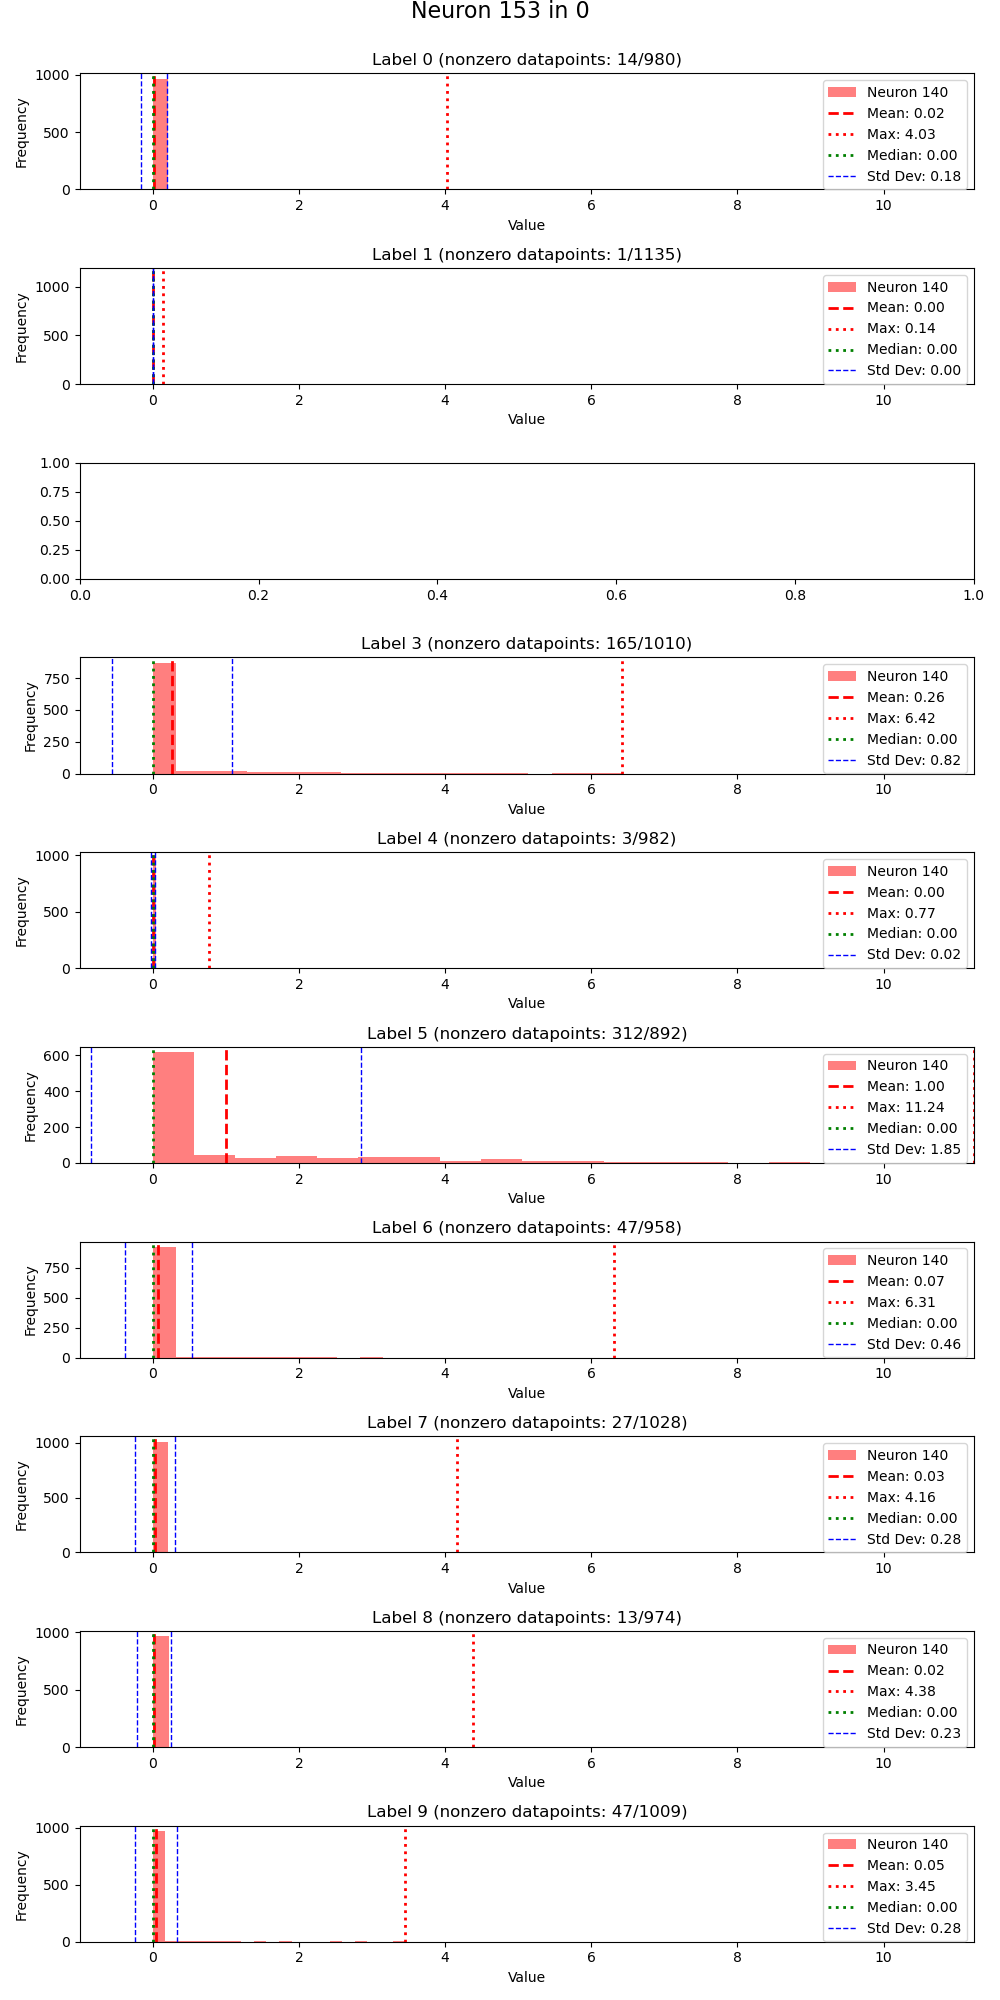 Neuron 153 in 0
Label 0 (nonzero datapoints: 14/980)
1000
500
0
Frequency
Neuron 140
Mean: 0.02
Max: 4.03
Median: 0.00
Std Dev: 0.18
0 2 4 6 8 10
Value
Label 1 (nonzero datapoints: 1/1135)
1000
500
0
Frequency
Neuron 140
Mean: 0.00
Max: 0.14
Median: 0.00
Std Dev: 0.00
0 2 4 6 8 10
Value
1.00
0.75
0.50
0.25
0.00
0.0 0.2 0.4 0.6 0.8 1.0
Label 3 (nonzero datapoints: 165/1010)
750
500
250
0
Frequency
Neuron 140
Mean: 0.26
Max: 6.42
Median: 0.00
Std Dev: 0.82
0 2 4 6 8 10
Value
Label 4 (nonzero datapoints: 3/982)
1000
500
0
Frequency
Neuron 140
Mean: 0.00
Max: 0.77
Median: 0.00
Std Dev: 0.02
0 2 4 6 8 10
Value
Label 5 (nonzero datapoints: 312/892)
600
400
200
0
Frequency
Neuron 140
Mean: 1.00
Max: 11.24
Median: 0.00
Std Dev: 1.85
0 2 4 6 8 10
Value
Label 6 (nonzero datapoints: 47/958)
750
500
250
0
Frequency
Neuron 140
Mean: 0.07
Max: 6.31
Median: 0.00
Std Dev: 0.46
0 2 4 6 8 10
Value
Label 7 (nonzero datapoints: 27/1028)
1000
500
0
Frequency
Neuron 140
Mean: 0.03
Max: 4.16
Median: 0.00
Std Dev: 0.28
0 2 4 6 8 10
Value
Label 8 (nonzero datapoints: 13/974)
1000
500
0
Frequency
Neuron 140
Mean: 0.02
Max: 4.38
Median: 0.00
Std Dev: 0.23
0 2 4 6 8 10
Value
Label 9 (nonzero datapoints: 47/1009)
1000
500
0
Frequency
Neuron 140
Mean: 0.05
Max: 3.45
Median: 0.00
Std Dev: 0.28
0 2 4 6 8 10
Value